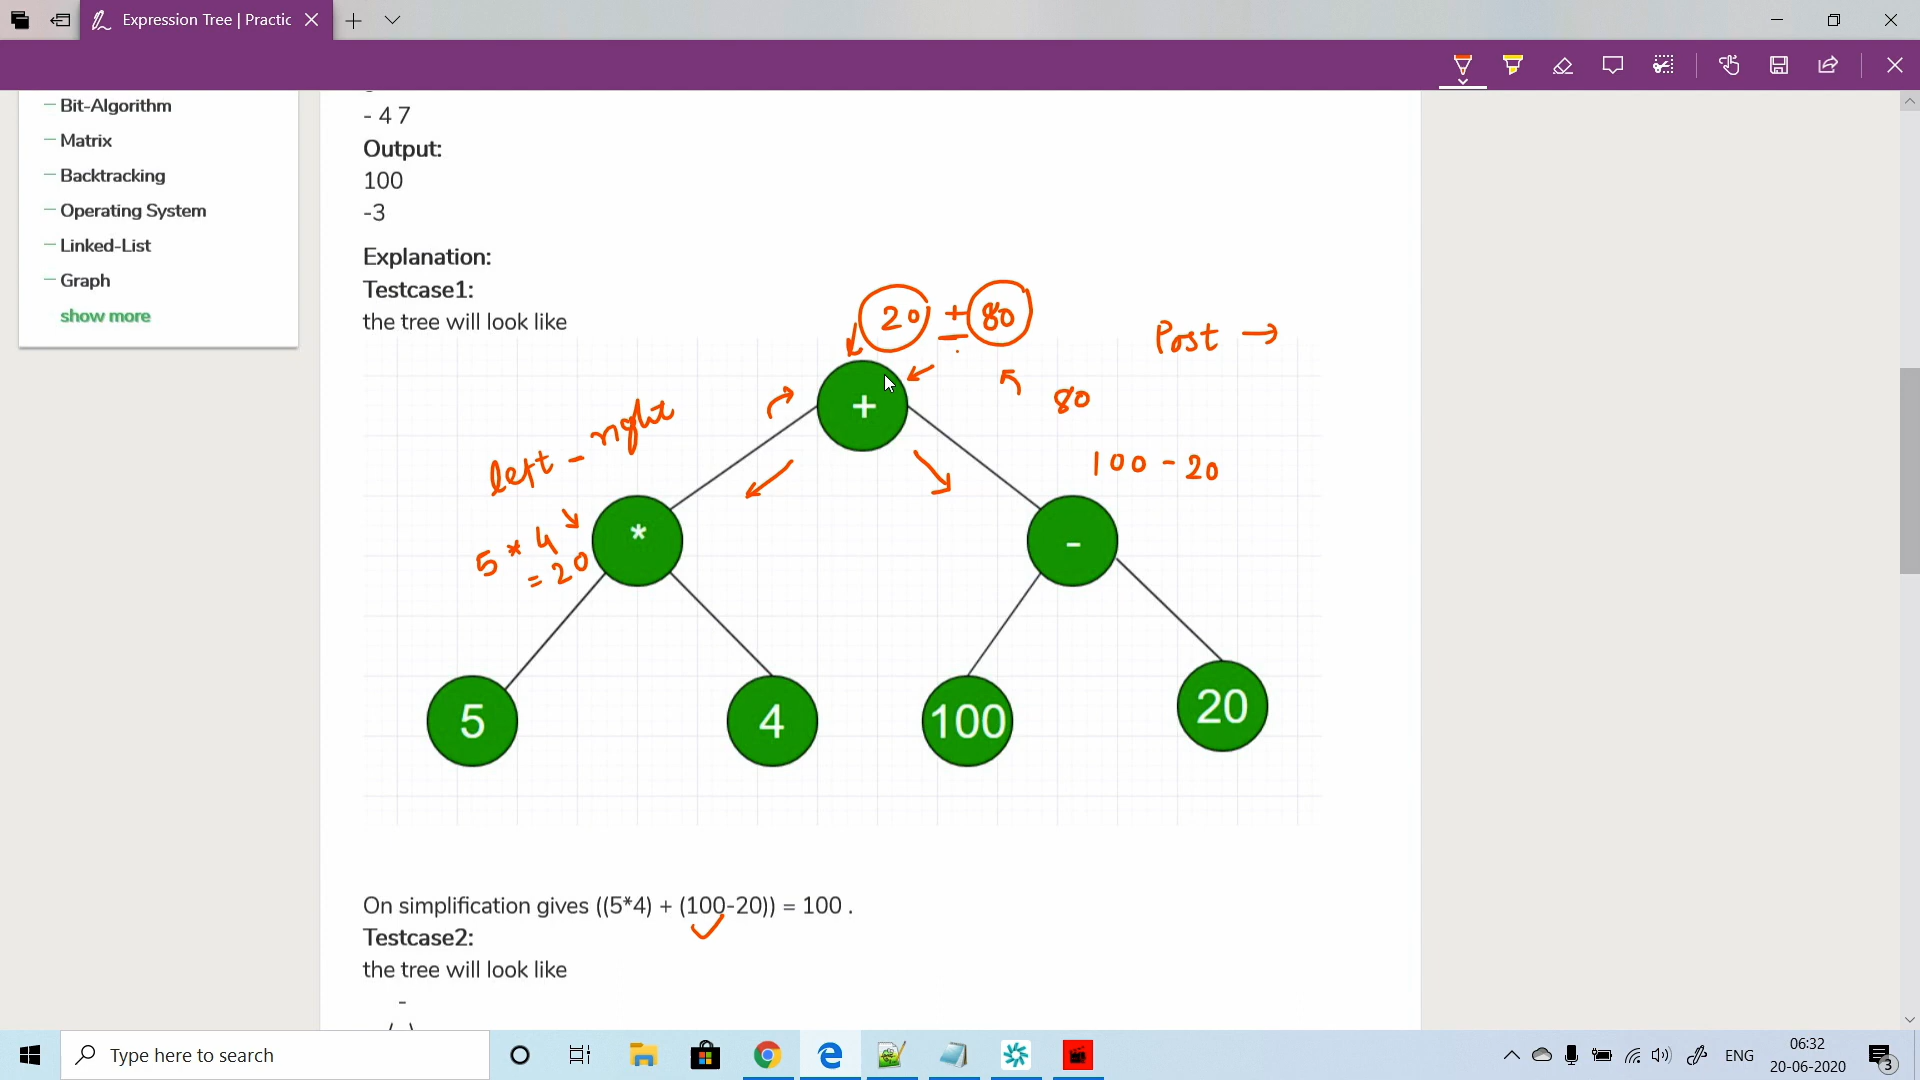 Expression Tree | Practic
Bit-Algorithm
Matrix
Backtracking
Operating System
Linked-List
Graph
show more
- 4 7
Output:
100
-3
Explanation:
Testcase1:
the tree will look like
20 + 80
Post →
+
80
left - right
100 - 20
5 * 4
= 20
*
-
5
4
100
20
On simplification gives ((5*4) + (100-20)) = 100 .
Testcase2:
the tree will look like
-
/ \
Type here to search
ENG
06:32
20-06-2020
3